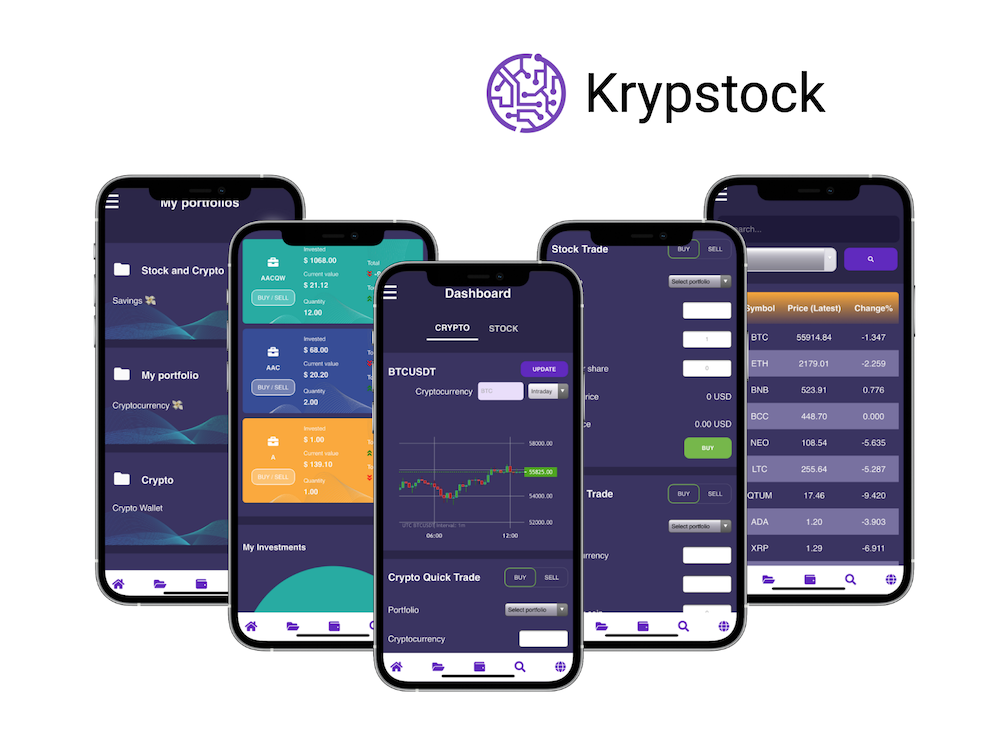 Krypstock
My portfolios
Stock and Crypto
Savings 💸
My portfolio
Cryptocurrency 💸
Crypto
Crypto Wallet
Invested
$ 1068.00
Total
AACQW
Current value
$ 21.12
BUY / SELL
Quantity
12.00
Invested
$ 68.00
AAC
Current value
$ 20.20
BUY / SELL
Quantity
2.00
Invested
$ 1.00
A
Current value
$ 139.10
BUY / SELL
Quantity
1.00
My Investments
Dashboard
CRYPTO STOCK
BTCUSDT UPDATE
Cryptocurrency BTC Intraday
58000.00
55825.00
54000.00
52000.00
UTC BTCUSDT Interval: 1m
06:00 12:00
Crypto Quick Trade BUY SELL
Portfolio Select portfolio
Cryptocurrency
Stock Trade BUY SELL
Select portfolio
1
share
0 USD
0.00 USD
BUY
Trade BUY SELL
Select portfolio
Symbol Price (Latest) Change%
BTC 55914.84 -1.347
ETH 2179.01 -2.259
BNB 523.91 0.776
BCC 448.70 0.000
NEO 108.54 -5.635
LTC 255.64 -5.287
QTUM 17.46 -9.420
ADA 1.20 -3.903
XRP 1.29 -6.911